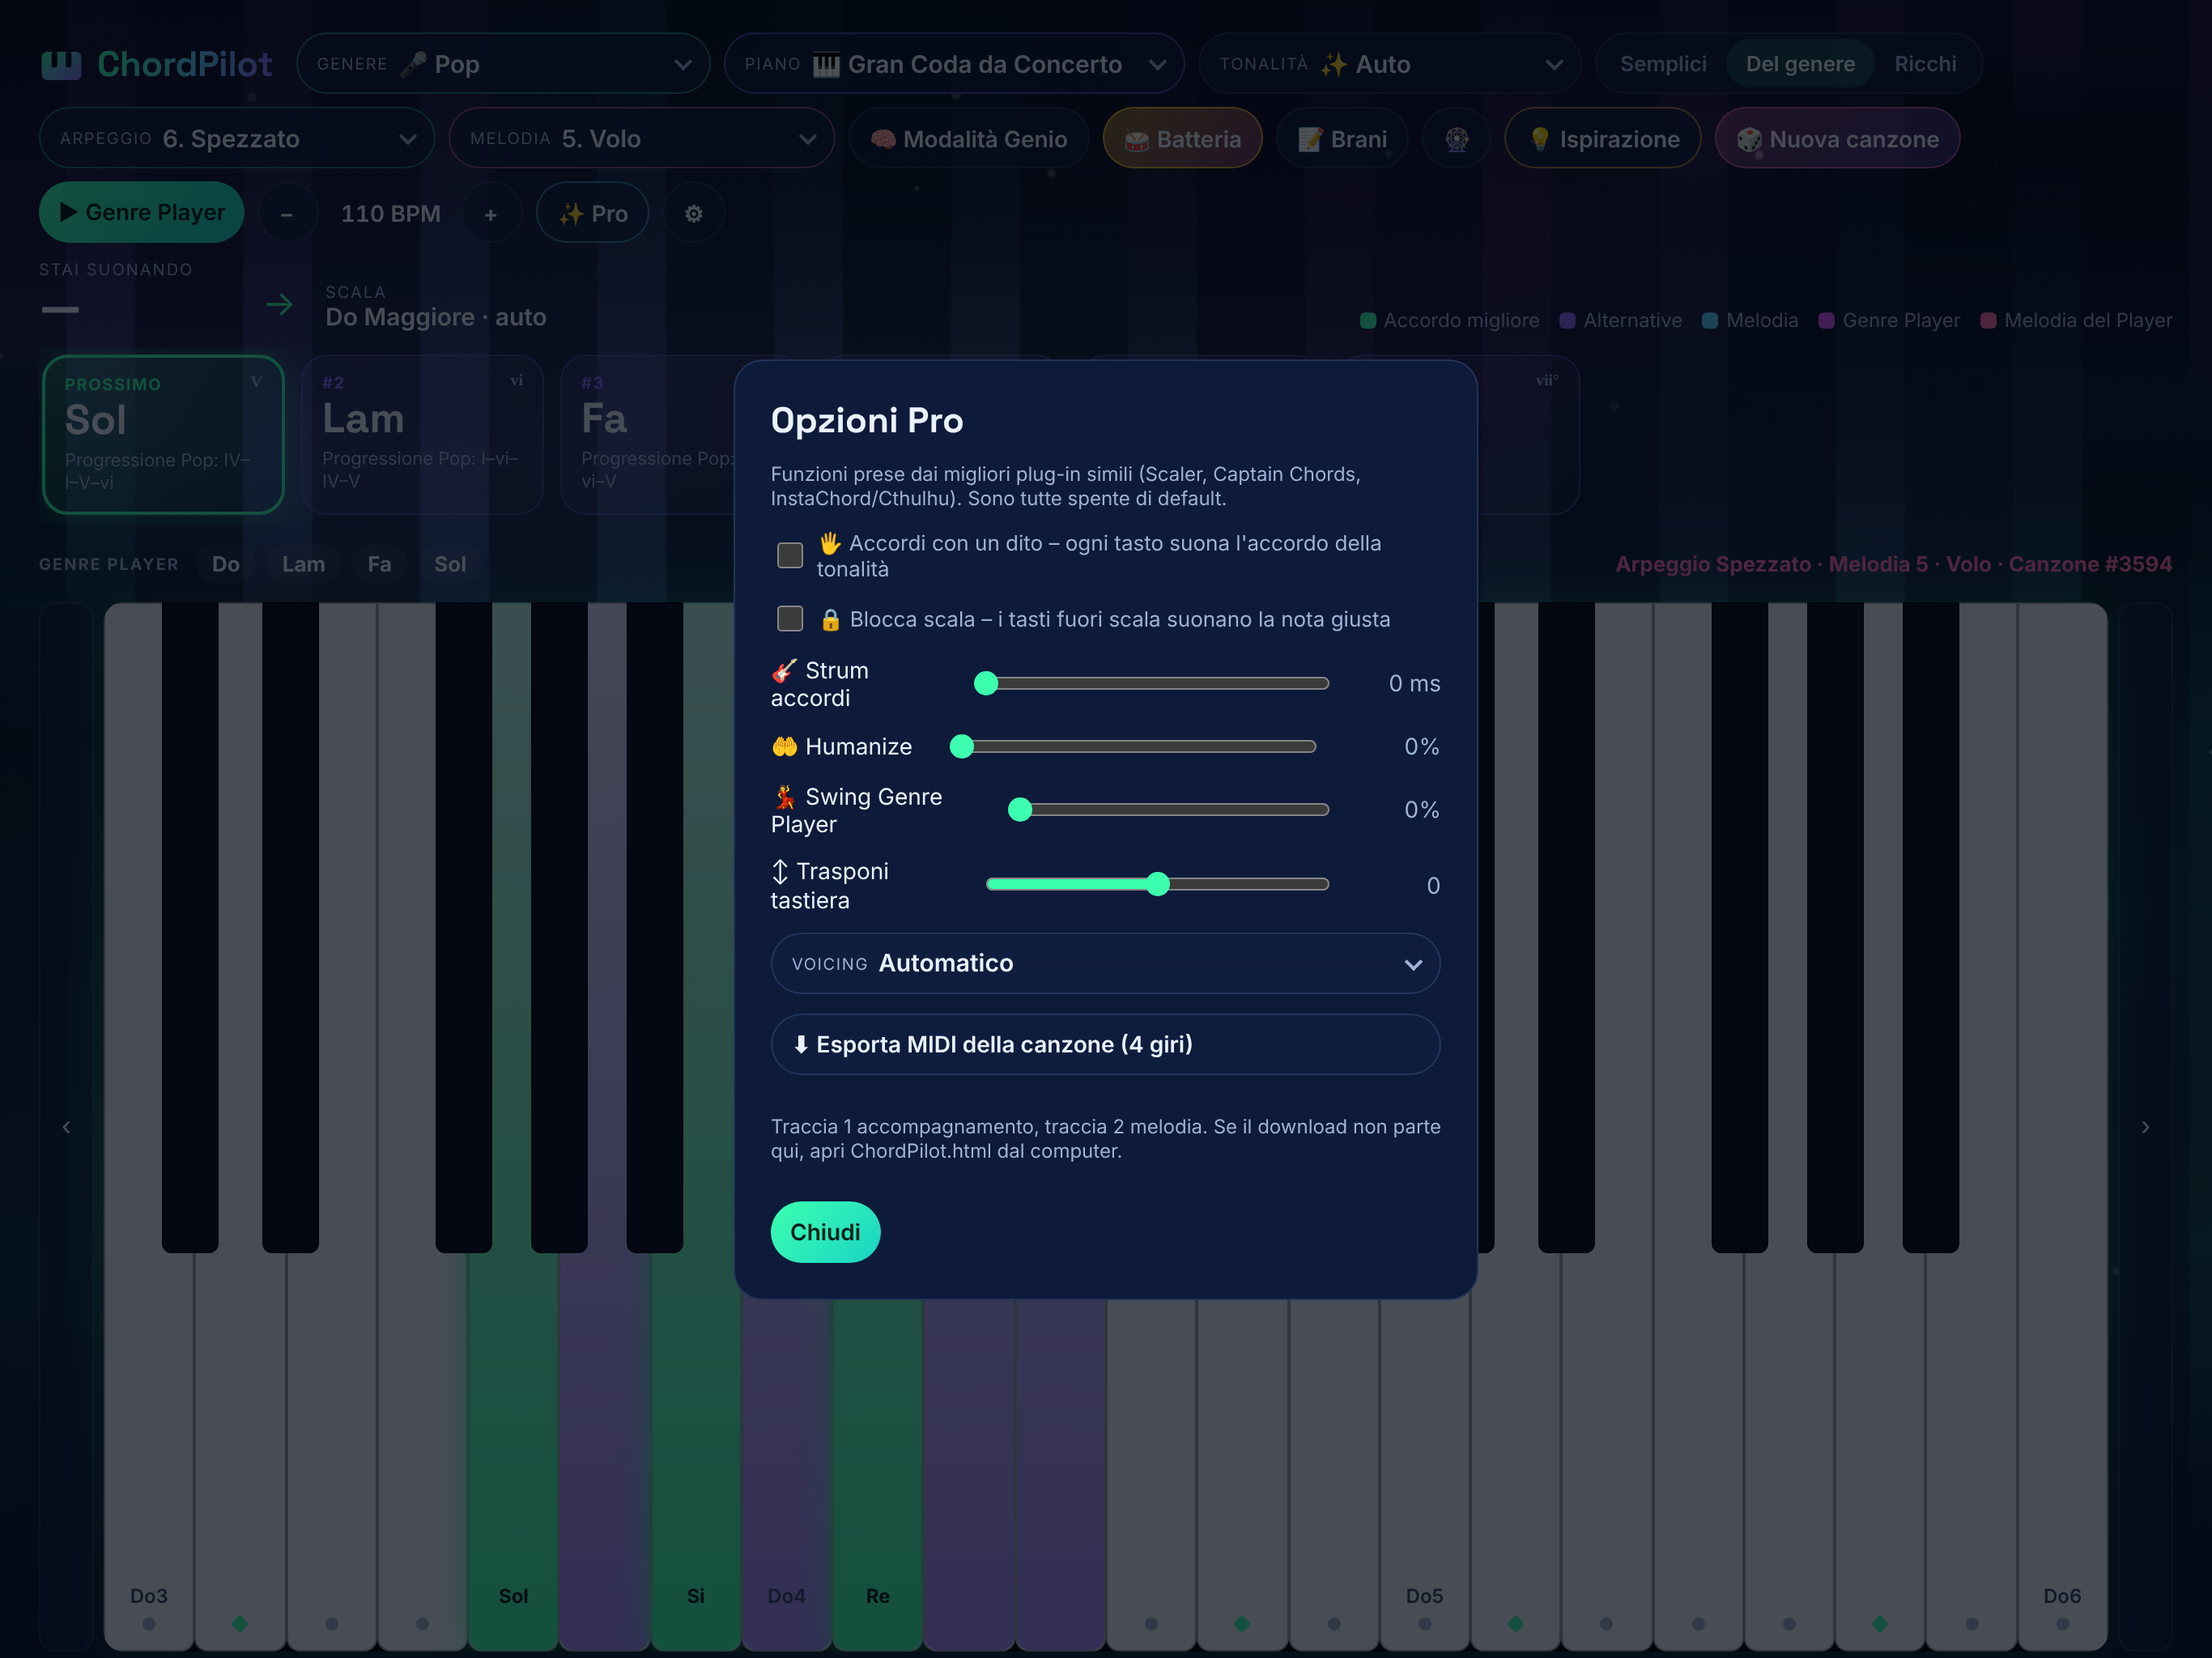 ChordPilot
GENERE 🎤 Pop
PIANO 🎹 Gran Coda da Concerto
TONALITÀ ✨ Auto
Semplici Del genere Ricchi
ARPEGGIO 6. Spezzato
MELODIA 5. Volo
🧠 Modalità Genio
🥁 Batteria
📝 Brani
🎡
💡 Ispirazione
🎲 Nuova canzone
▶ Genre Player
–
110 BPM
+
✨ Pro
⚙
STAI SUONANDO
—
→
SCALA
Do Maggiore · auto
Accordo migliore Alternative Melodia Genre Player Melodia del Player
PROSSIMO V
Sol
Progressione Pop: IV–
I–V–vi
#2 vi
Lam
Progressione Pop: I–vi–
IV–V
#3
Fa
Progressione Pop:
vi–V
vii°
GENRE PLAYER Do Lam Fa Sol
Arpeggio Spezzato · Melodia 5 · Volo · Canzone #3594
Opzioni Pro
Funzioni prese dai migliori plug-in simili (Scaler, Captain Chords,
InstaChord/Cthulhu). Sono tutte spente di default.
🖐 Accordi con un dito – ogni tasto suona l'accordo della
tonalità
🔒 Blocca scala – i tasti fuori scala suonano la nota giusta
🎸 Strum
accordi
0 ms
🤲 Humanize
0%
💃 Swing Genre
Player
0%
↕ Trasponi
tastiera
0
VOICING Automatico
⬇ Esporta MIDI della canzone (4 giri)
Traccia 1 accompagnamento, traccia 2 melodia. Se il download non parte
qui, apri ChordPilot.html dal computer.
Chiudi
‹
›
Do3 Sol Si Do4 Re Do5 Do6